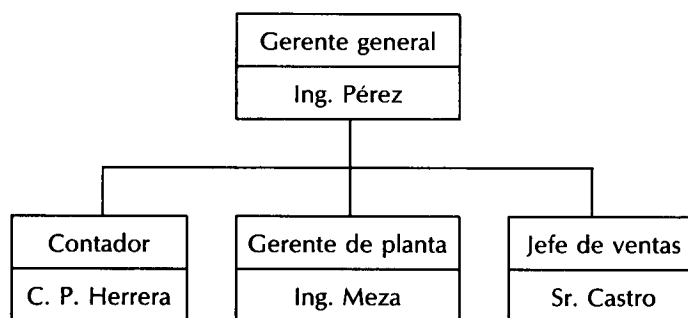 Gerente general
Ing. Pérez
Contador
C. P. Herrera
Gerente de planta
Ing. Meza
Jefe de ventas
Sr. Castro